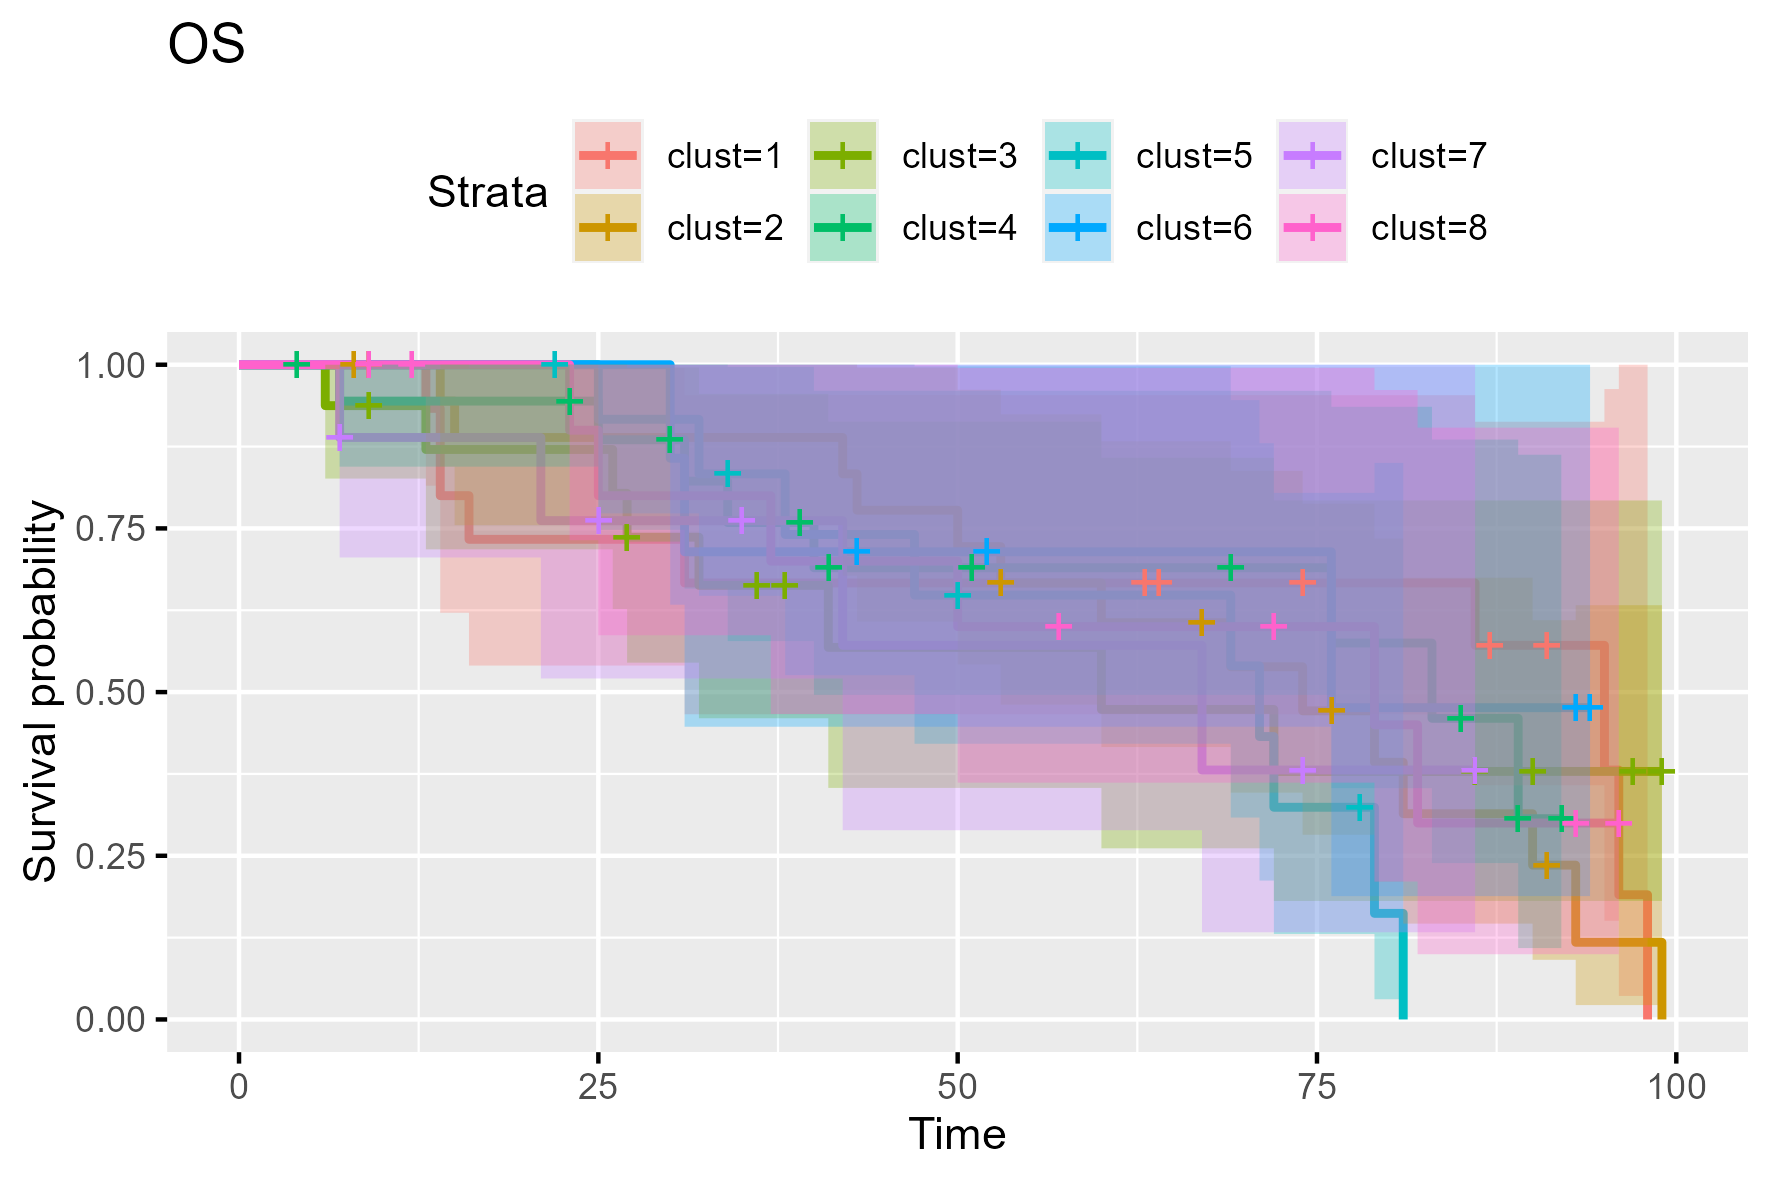 OS
Strata
clust=1 clust=3 clust=5 clust=7
clust=2 clust=4 clust=6 clust=8
Survival probability
1.00
0.75
0.50
0.25
0.00
0 25 50 75 100
Time